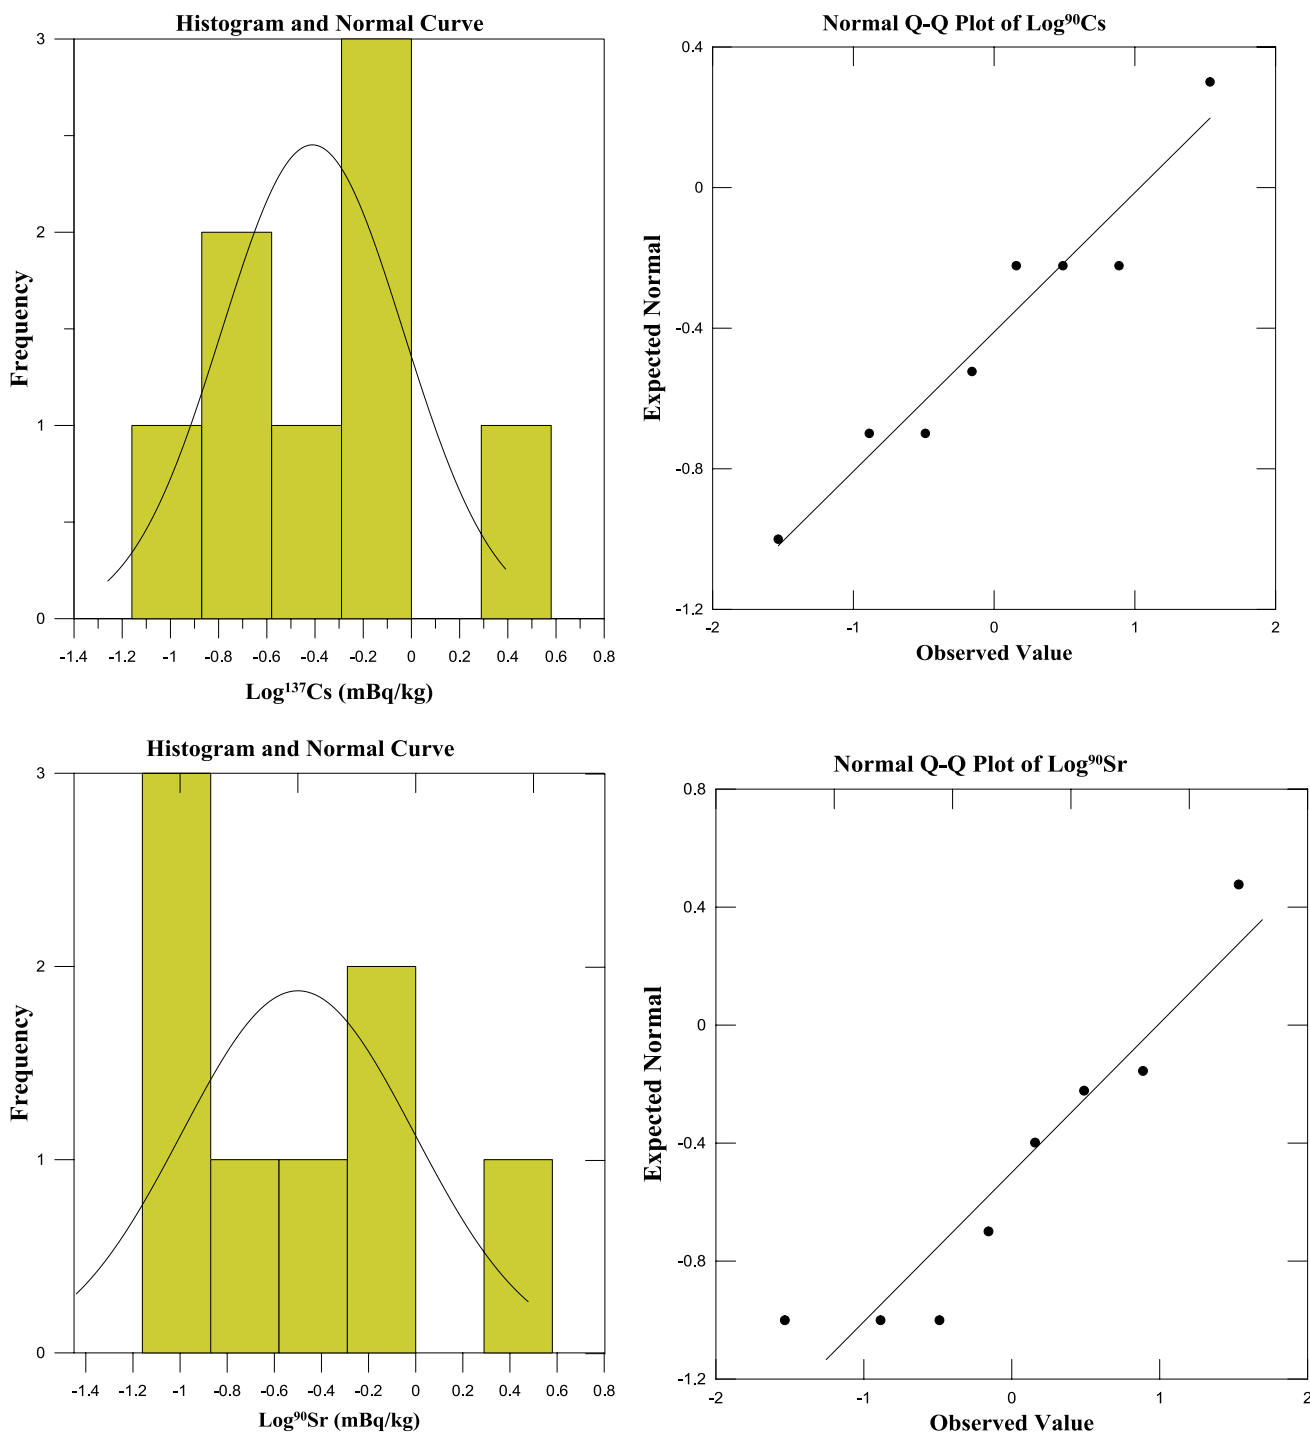 Histogram and Normal Curve
3
2
1
0
Frequency
-1.4 -1.2 -1 -0.8 -0.6 -0.4 -0.2 0 0.2 0.4 0.6 0.8
Log¹³⁷Cs (mBq/kg)
Normal Q-Q Plot of Log⁹⁰Cs
0.4
0
-0.4
-0.8
-1.2
Expected Normal
-2 -1 0 1 2
Observed Value
Histogram and Normal Curve
3
2
1
0
Frequency
-1.4 -1.2 -1 -0.8 -0.6 -0.4 -0.2 0 0.2 0.4 0.6 0.8
Log⁹⁰Sr (mBq/kg)
Normal Q-Q Plot of Log⁹⁰Sr
0.8
0.4
0
-0.4
-0.8
-1.2
Expected Normal
-2 -1 0 1 2
Observed Value